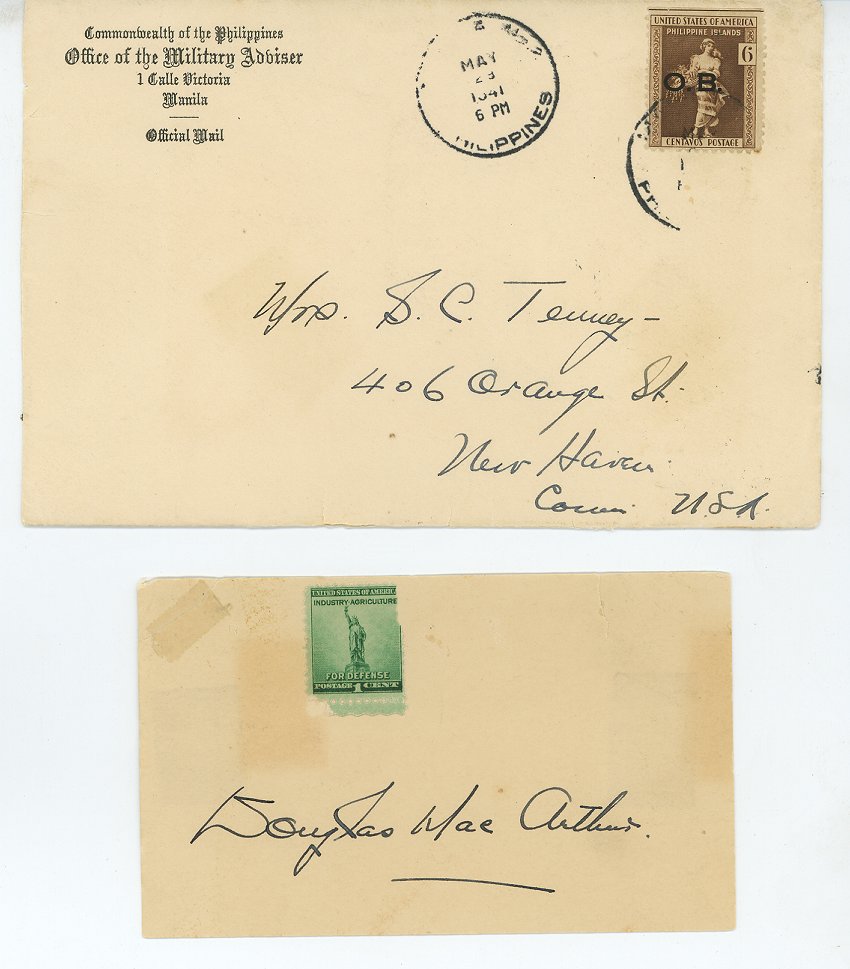 Commonwealth of the Philippines
Office of the Military Adviser
1 Calle Victoria
Manila
Official Mail
MAY
1941
6 PM
PHILIPPINES
UNITED STATES OF AMERICA
PHILIPPINE ISLANDS
6
O.B.
CENTAVOS POSTAGE
Mrs. S. C. Tenney-
406 Orange St.
New Haven
Conn. U.S.A.
UNITED STATES OF AMERICA
INDUSTRY·AGRICULTURE
FOR DEFENSE
POSTAGE 1 CENT
Douglas MacArthur.